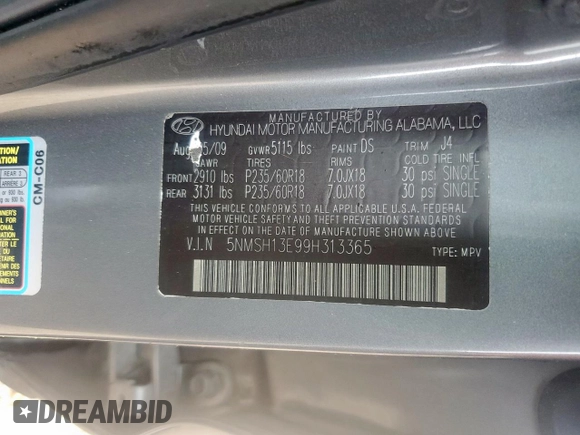 MANUFACTURED BY
HYUNDAI MOTOR MANUFACTURING ALABAMA, LLC
5/09 GVWR 5115 lbs PAINT DS TRIM J4
TIRES RIMS COLD TIRE INFL
FRONT 2910 lbs P235/60R18 7.0JX18 30 psi SINGLE
REAR 3131 lbs P235/60R18 7.0JX18 30 psi SINGLE
THIS VEHICLE CONFORMS TO ALL APPLICABLE U.S.A. FEDERAL
MOTOR VEHICLE SAFETY AND THEFT PREVENTION STANDARDS
IN EFFECT ON THE DATE OF MANUFACTURE SHOWN ABOVE
V.I.N 5NMSH13E99H313365 TYPE: MPV
CM-C06
DREAMBID